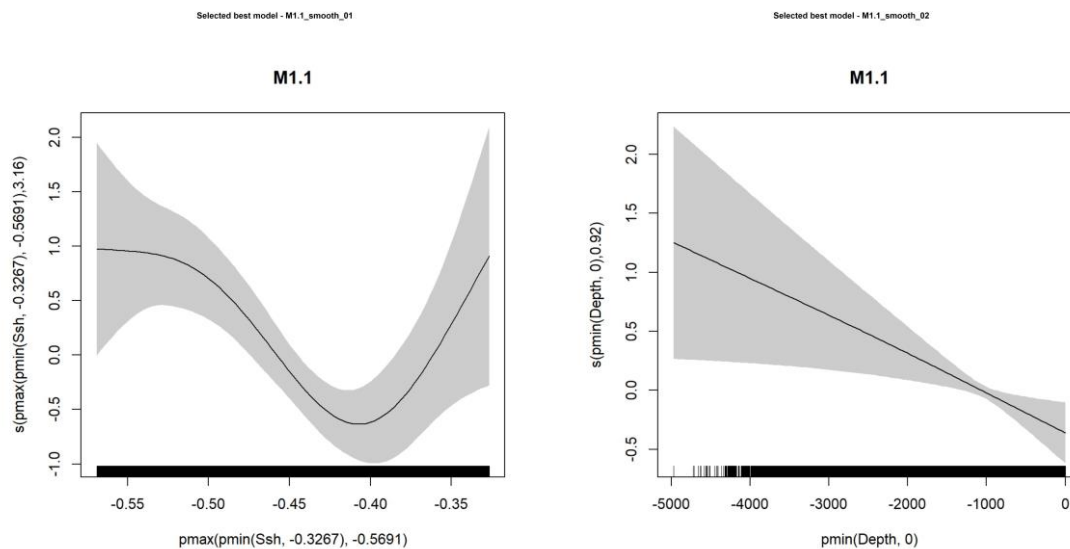 Selected best model - M1.1_smooth_01
M1.1
s(pmax(pmin(Ssh, -0.3267), -0.5691),3.16)
2.0
1.5
1.0
0.5
0.0
-0.5
-1.0
-0.55 -0.50 -0.45 -0.40 -0.35
pmax(pmin(Ssh, -0.3267), -0.5691)
Selected best model - M1.1_smooth_02
M1.1
s(pmin(Depth, 0),0.92)
2.0
1.5
1.0
0.5
0.0
-0.5
-5000 -4000 -3000 -2000 -1000 0
pmin(Depth, 0)